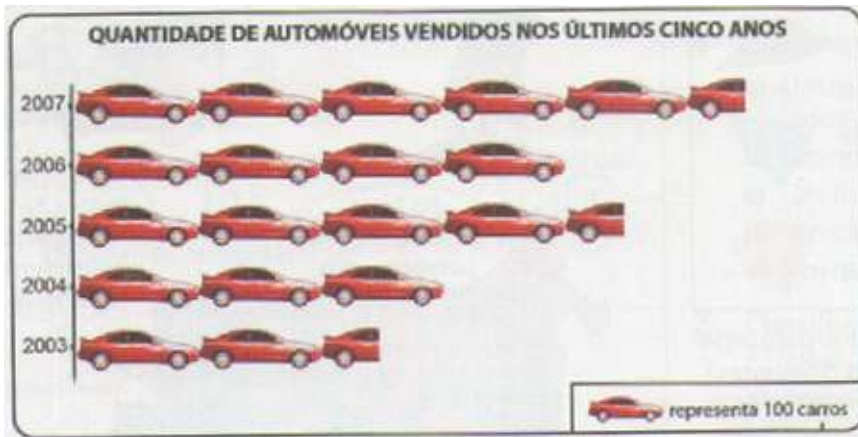 QUANTIDADE DE AUTOMÓVEIS VENDIDOS NOS ÚLTIMOS CINCO ANOS
2007
2006
2005
2004
2003
representa 100 carros